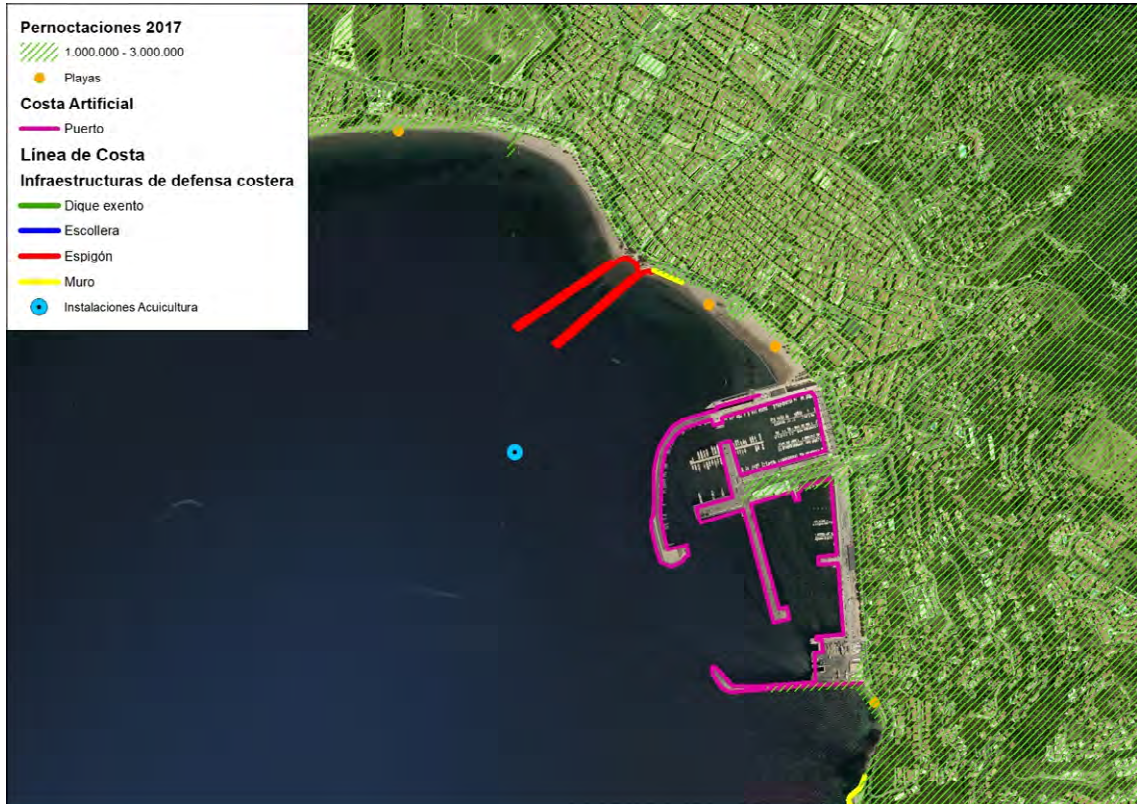 Pernoctaciones 2017
1.000.000 - 3.000.000
Playas
Costa Artificial
Puerto
Línea de Costa
Infraestructuras de defensa costera
Dique exento
Escollera
Espigón
Muro
Instalaciones Acuicultura